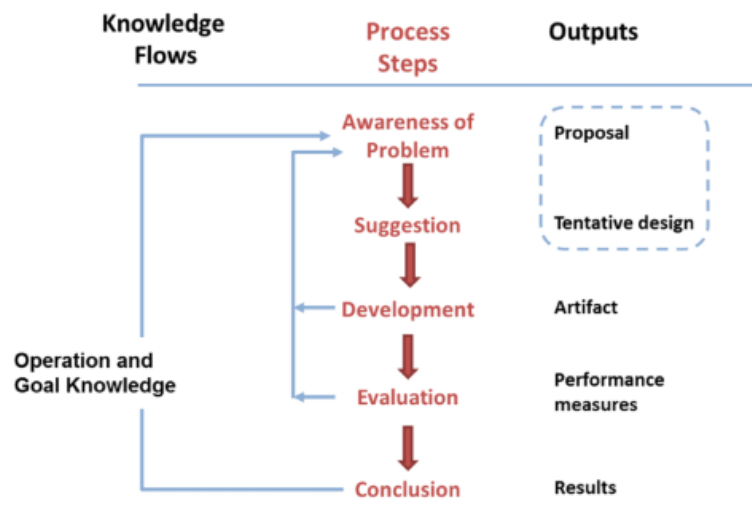 Knowledge
Flows
Process
Steps
Outputs
Awareness of
Problem
Proposal
Suggestion
Tentative design
Development
Artifact
Operation and
Goal Knowledge
Evaluation
Performance
measures
Conclusion
Results